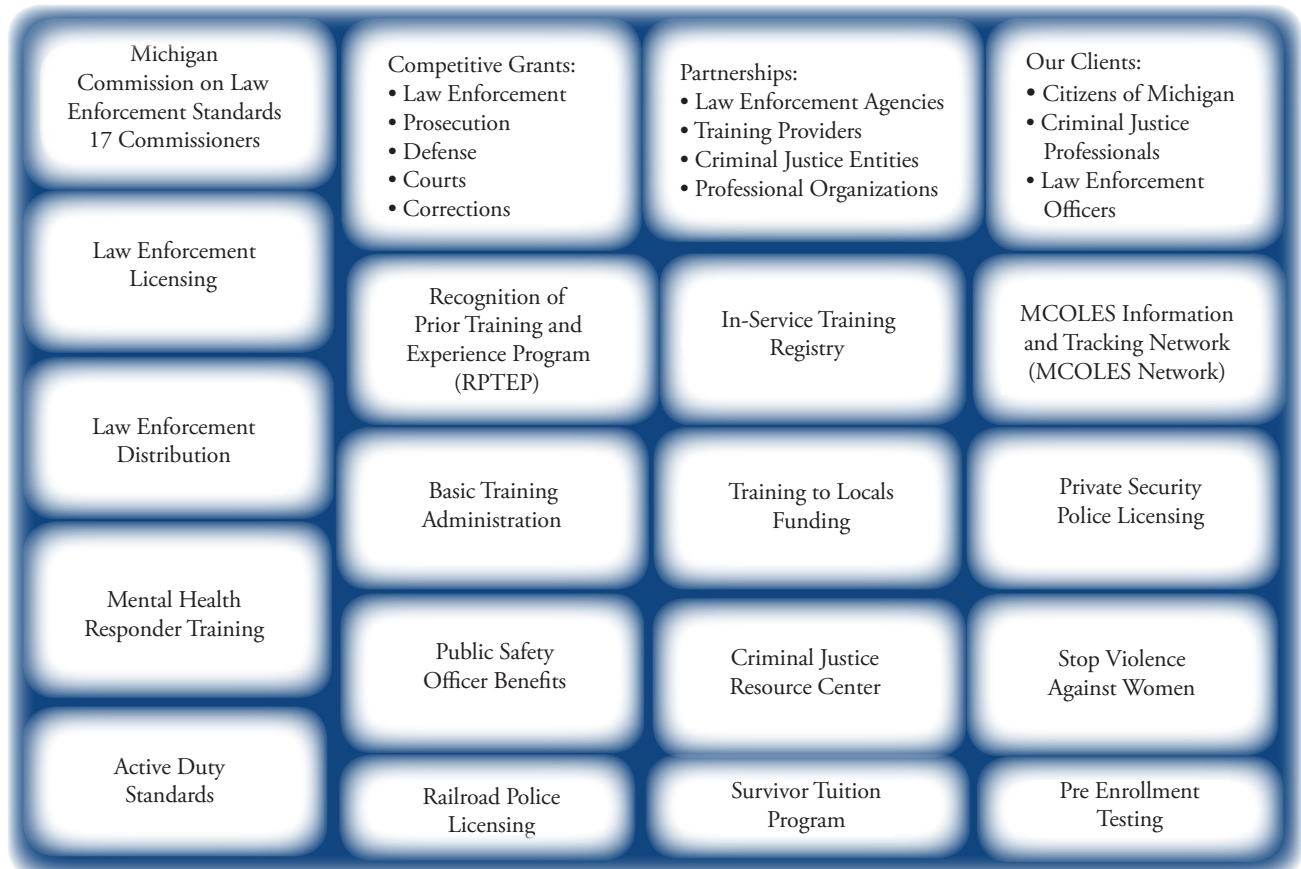 Michigan
Commission on Law
Enforcement Standards
17 Commissioners
Law Enforcement
Licensing
Law Enforcement
Distribution
Mental Health
Responder Training
Active Duty
Standards
Competitive Grants:
• Law Enforcement
• Prosecution
• Defense
• Courts
• Corrections
Recognition of
Prior Training and
Experience Program
(RPTEP)
Basic Training
Administration
Public Safety
Officer Benefits
Railroad Police
Licensing
Partnerships:
• Law Enforcement Agencies
• Training Providers
• Criminal Justice Entities
• Professional Organizations
In-Service Training
Registry
Training to Locals
Funding
Criminal Justice
Resource Center
Survivor Tuition
Program
Our Clients:
• Citizens of Michigan
• Criminal Justice
Professionals
• Law Enforcement
Officers
MCOLES Information
and Tracking Network
(MCOLES Network)
Private Security
Police Licensing
Stop Violence
Against Women
Pre Enrollment
Testing